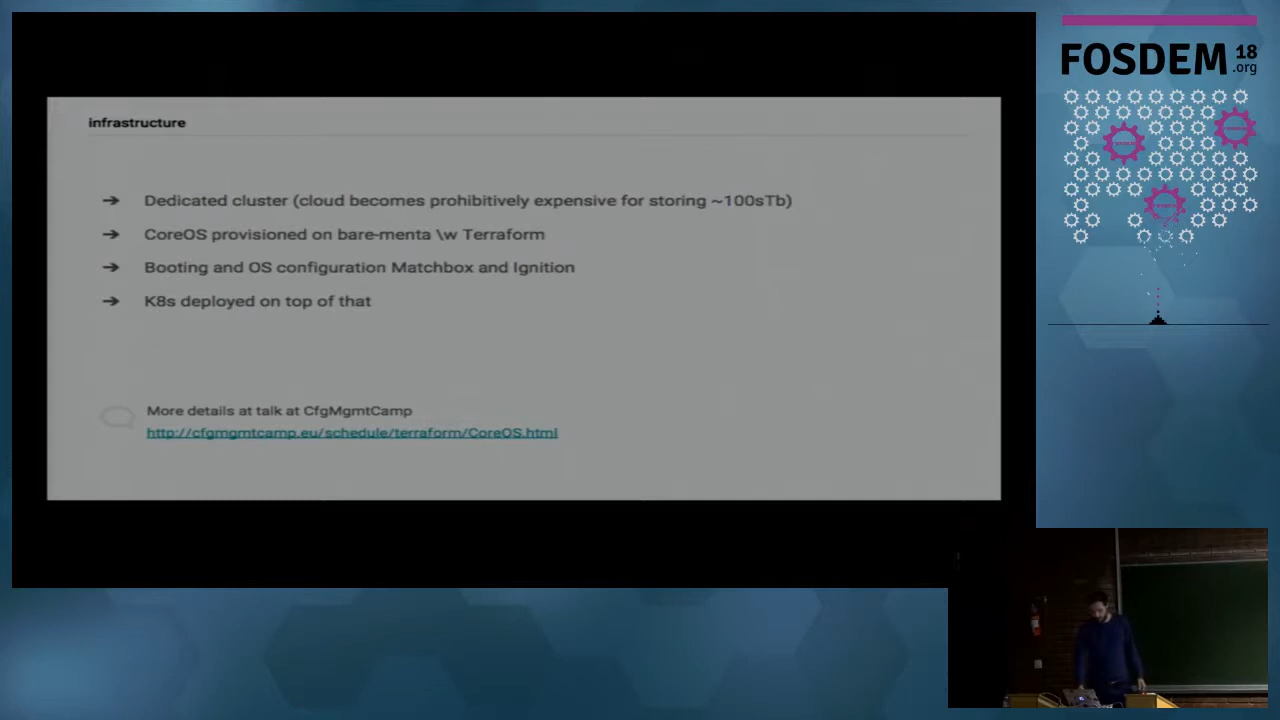 infrastructure
➔ Dedicated cluster (cloud becomes prohibitively expensive for storing ~100sTb)
➔ CoreOS provisioned on bare-menta \w Terraform
➔ Booting and OS configuration Matchbox and Ignition
➔ K8s deployed on top of that
More details at talk at CfgMgmtCamp
http://cfgmgmtcamp.eu/schedule/terraform/CoreOS.html
FOSDEM 18
.org